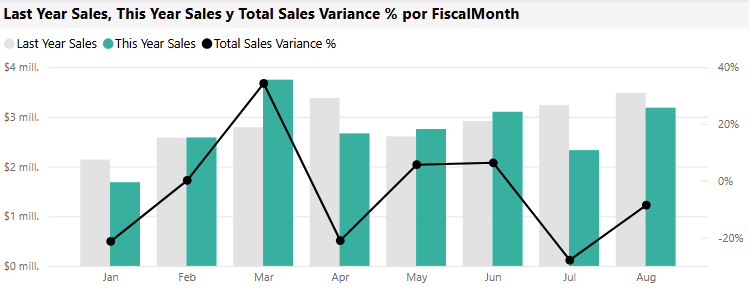 Last Year Sales, This Year Sales y Total Sales Variance % por FiscalMonth
Last Year Sales This Year Sales Total Sales Variance %
$4 mill. 40%
$3 mill. 20%
$2 mill. 0%
$1 mill. -20%
$0 mill.
Jan Feb Mar Apr May Jun Jul Aug